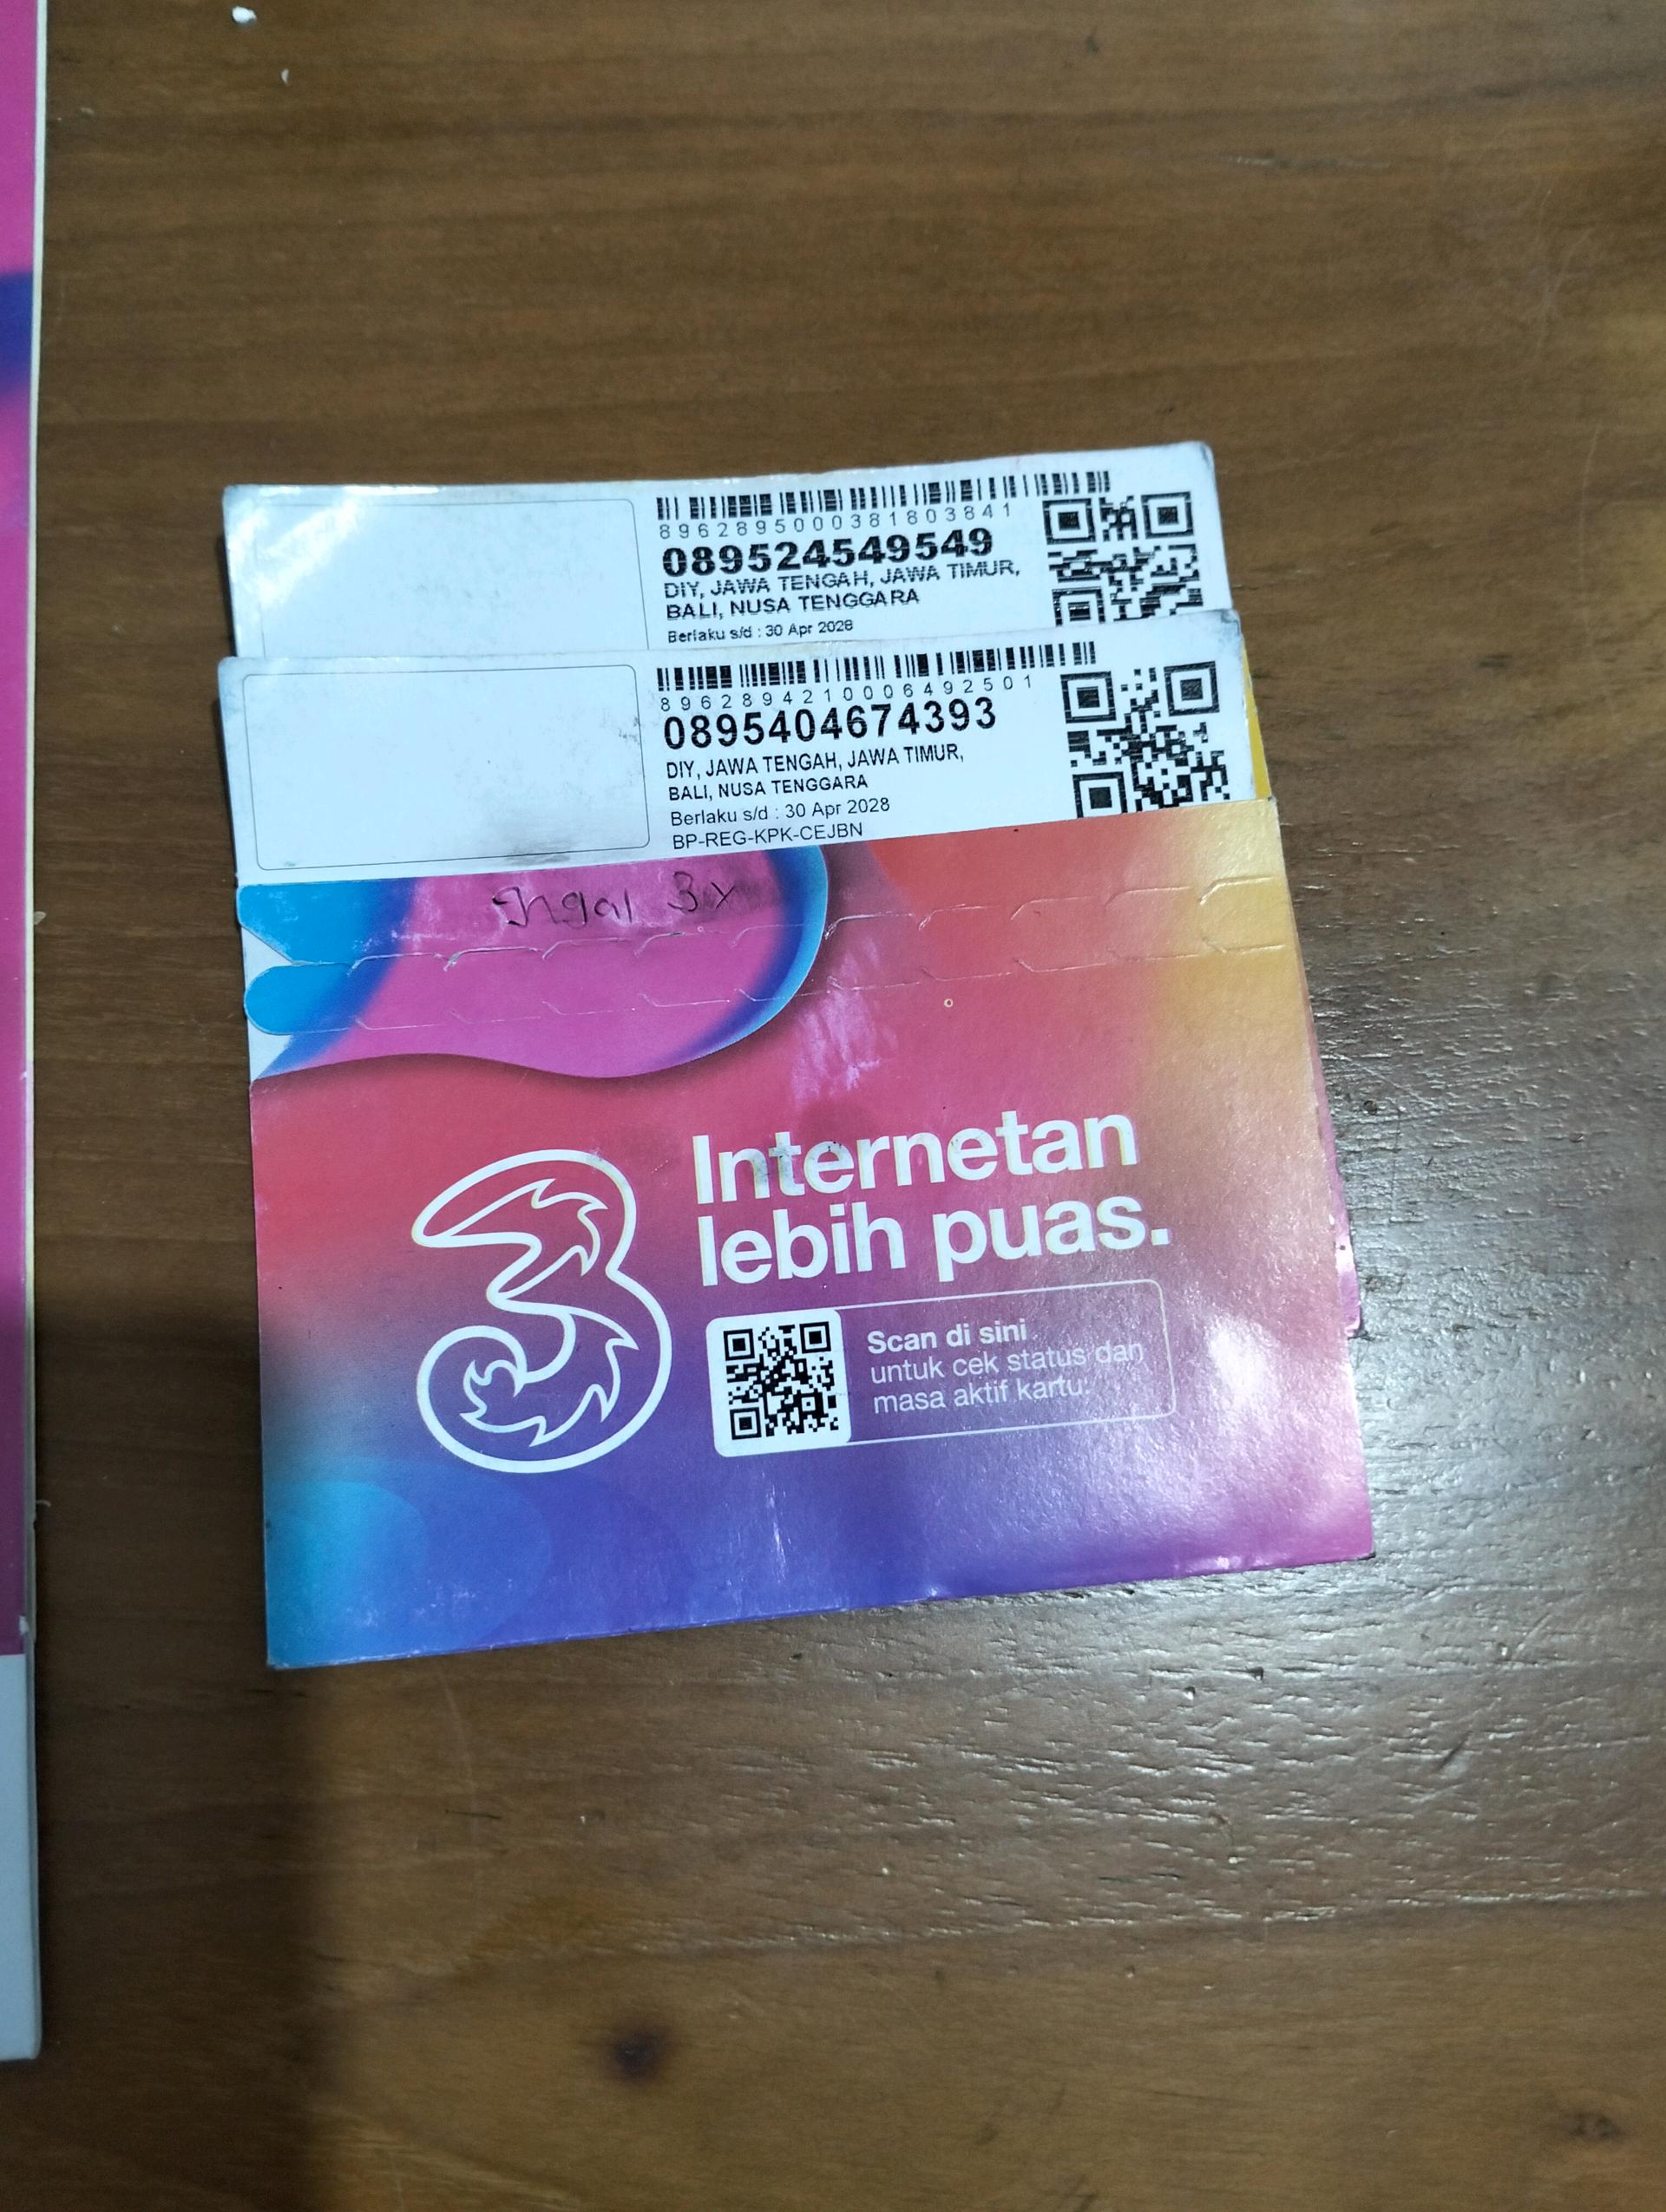 8962895000381803841
089524549549
DIY, JAWA TENGAH, JAWA TIMUR,
BALI, NUSA TENGGARA
Berlaku s/d : 30 Apr 2028
8962894210006492501
0895404674393
DIY, JAWA TENGAH, JAWA TIMUR,
BALI, NUSA TENGGARA
Berlaku s/d : 30 Apr 2028
BP-REG-KPK-CEJBN
3x
3
Internetan
lebih puas.
Scan di sini
untuk cek status dan
masa aktif kartu.